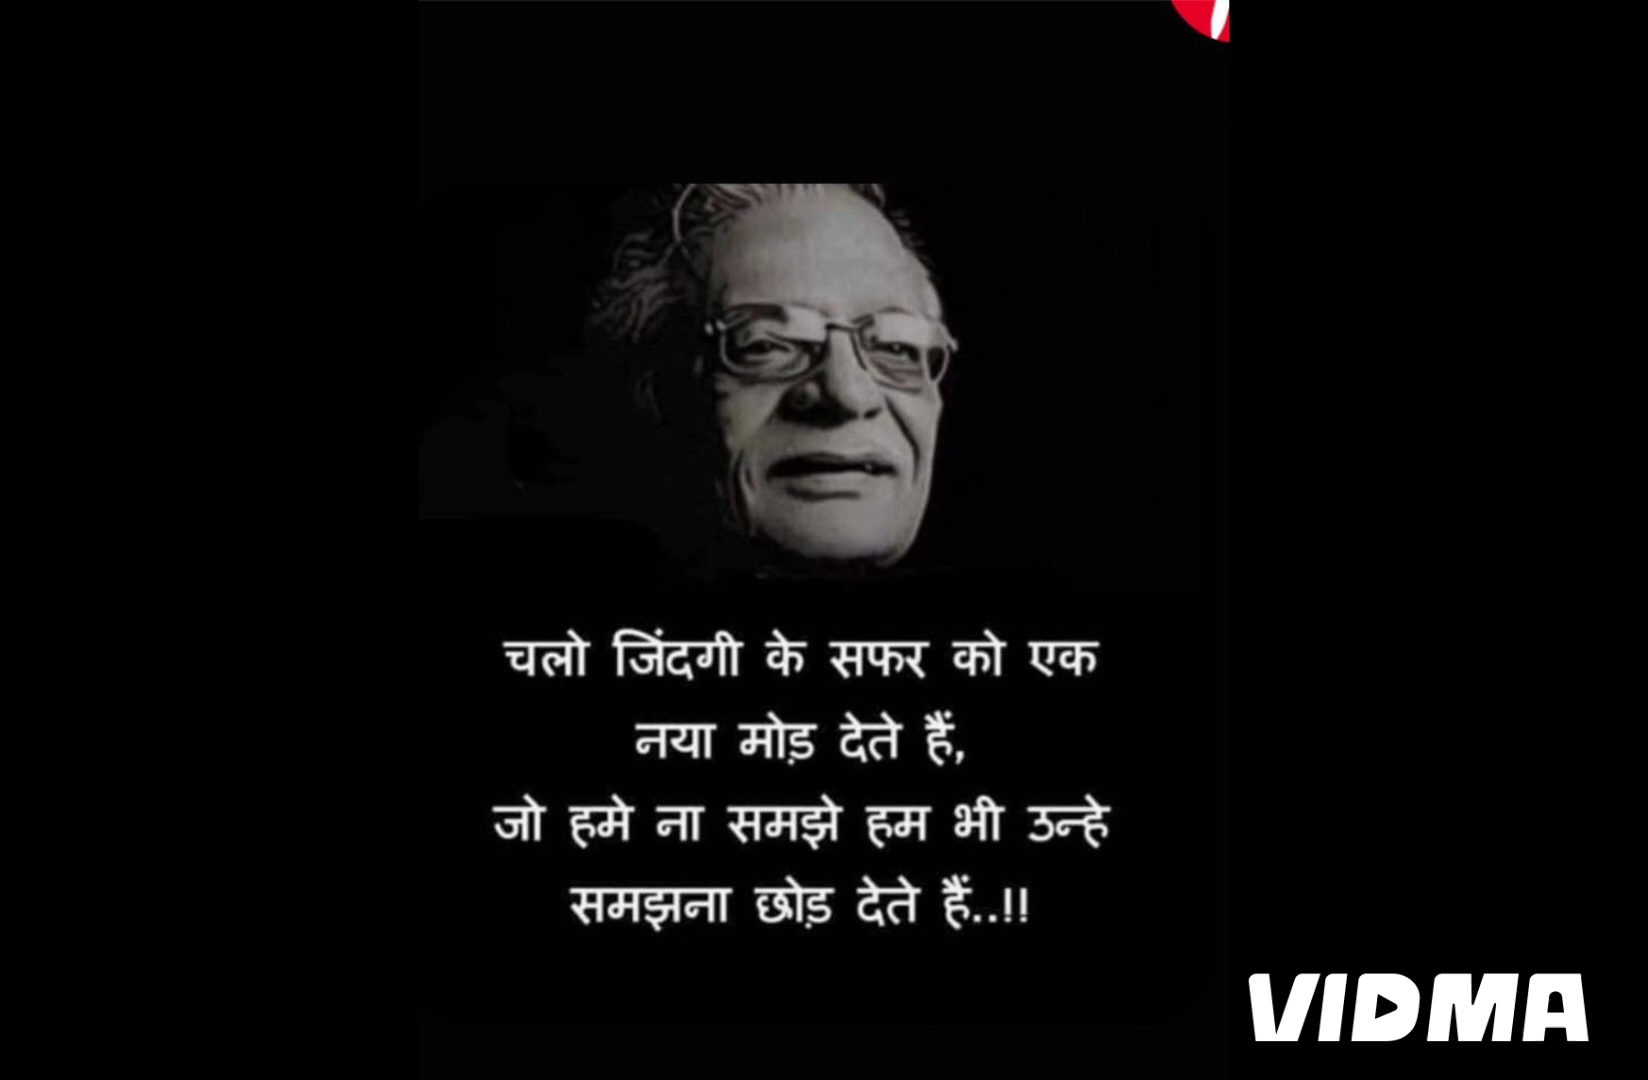 चलो जिंदगी के सफर को एक
नया मोड़ देते हैं,
जो हमे ना समझे हम भी उन्हे
समझना छोड़ देते हैं..!!
VIDMA